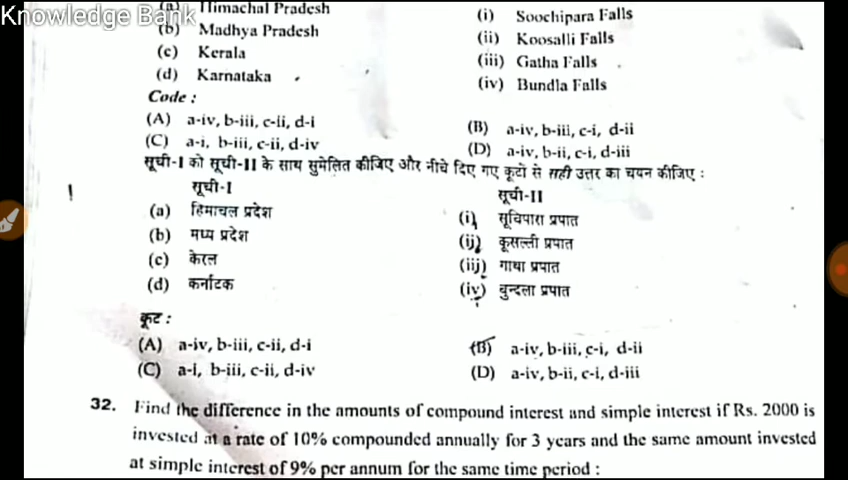 Knowledge Bank
(a) Himachal Pradesh (i) Soochipara Falls
(b) Madhya Pradesh (ii) Koosalli Falls
(c) Kerala (iii) Gatha Falls
(d) Karnataka (iv) Bundla Falls
Code :
(A) a-iv, b-iii, c-ii, d-i (B) a-iv, b-iii, c-i, d-ii
(C) a-i, b-iii, c-ii, d-iv (D) a-iv, b-ii, c-i, d-iii
सूची-I को सूची-II के साथ सुमेलित कीजिए और नीचे दिए गए कूटों से सही उत्तर का चयन कीजिए :
सूची-I सूची-II
(a) हिमाचल प्रदेश (i) सूचिपारा प्रपात
(b) मध्य प्रदेश (ii) कूसल्ली प्रपात
(c) केरल (iii) गाथा प्रपात
(d) कर्नाटक (iv) बुन्दला प्रपात
कूट :
(A) a-iv, b-iii, c-ii, d-i (B) a-iv, b-iii, c-i, d-ii
(C) a-i, b-iii, c-ii, d-iv (D) a-iv, b-ii, c-i, d-iii
32. Find the difference in the amounts of compound interest and simple interest if Rs. 2000 is
invested at a rate of 10% compounded annually for 3 years and the same amount invested
at simple interest of 9% per annum for the same time period :